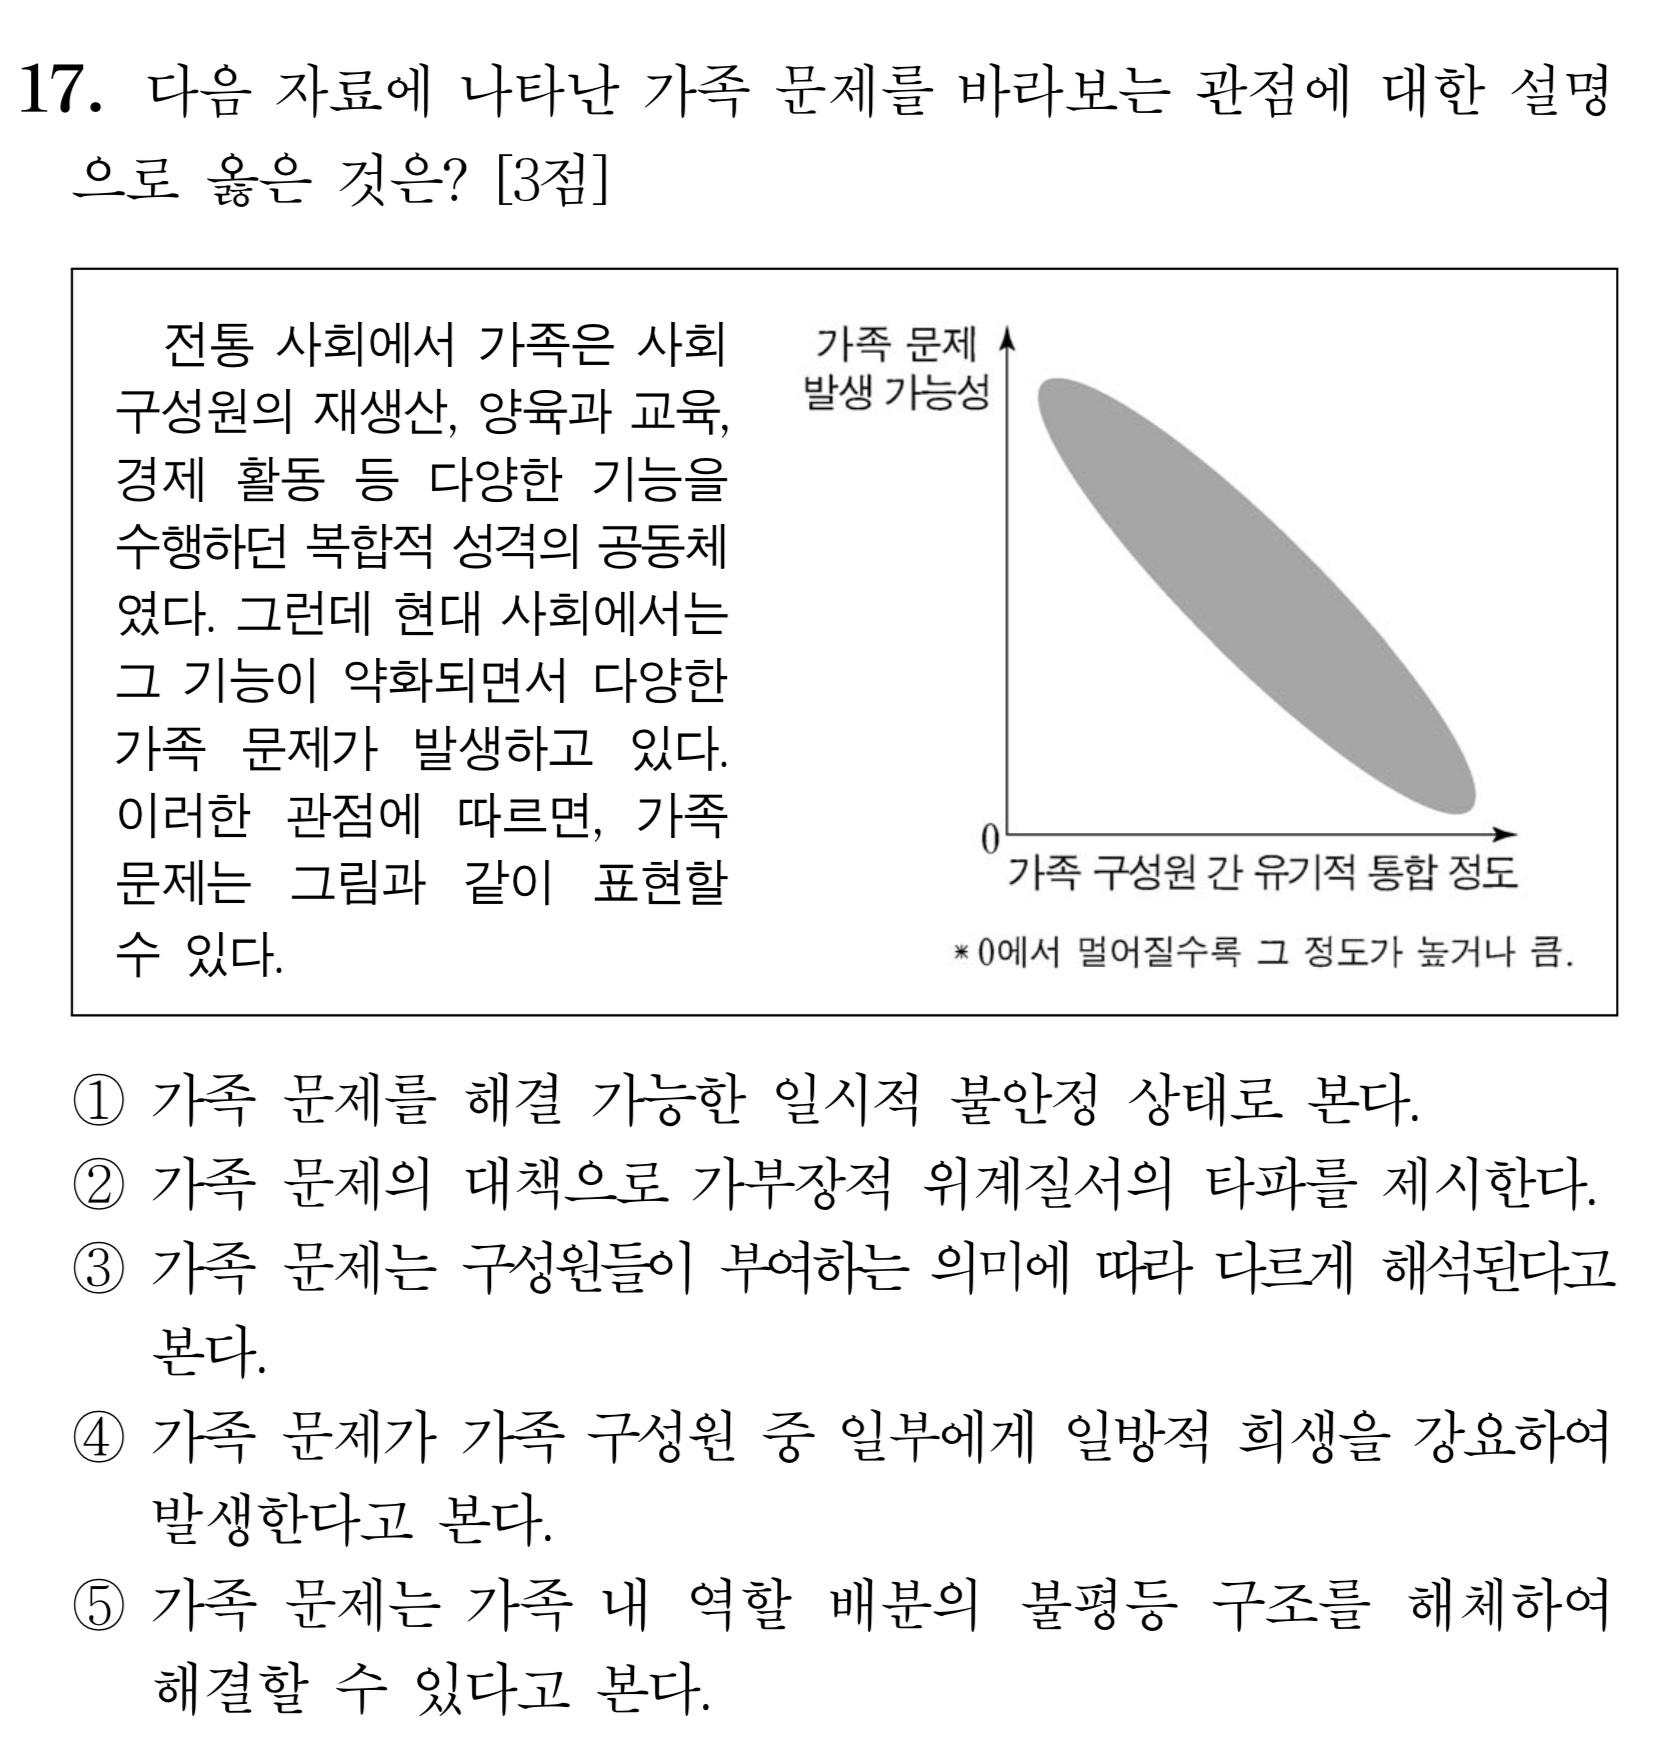 17. 다음 자료에 나타난 가족 문제를 바라보는 관점에 대한 설명
으로 옳은 것은? [3점]
전통 사회에서 가족은 사회
구성원의 재생산, 양육과 교육,
경제 활동 등 다양한 기능을
수행하던 복합적 성격의 공동체
였다. 그런데 현대 사회에서는
그 기능이 약화되면서 다양한
가족 문제가 발생하고 있다.
이러한 관점에 따르면, 가족
문제는 그림과 같이 표현할
수 있다.
가족 문제
발생 가능성
0
가족 구성원 간 유기적 통합 정도
* 0에서 멀어질수록 그 정도가 높거나 큼.
① 가족 문제를 해결 가능한 일시적 불안정 상태로 본다.
② 가족 문제의 대책으로 가부장적 위계질서의 타파를 제시한다.
③ 가족 문제는 구성원들이 부여하는 의미에 따라 다르게 해석된다고
본다.
④ 가족 문제가 가족 구성원 중 일부에게 일방적 희생을 강요하여
발생한다고 본다.
⑤ 가족 문제는 가족 내 역할 배분의 불평등 구조를 해체하여
해결할 수 있다고 본다.